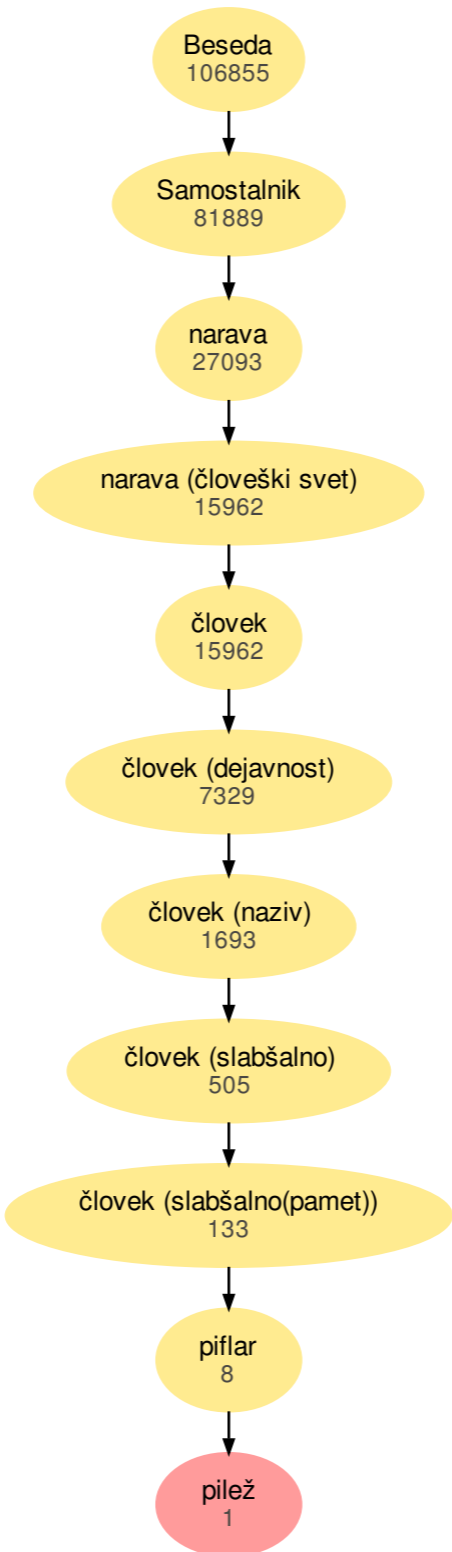 Beseda
106855
Samostalnik
81889
narava
27093
narava (človeški svet)
15962
človek
15962
človek (dejavnost)
7329
človek (naziv)
1693
človek (slabšalno)
505
človek (slabšalno(pamet))
133
piflar
8
pilež
1